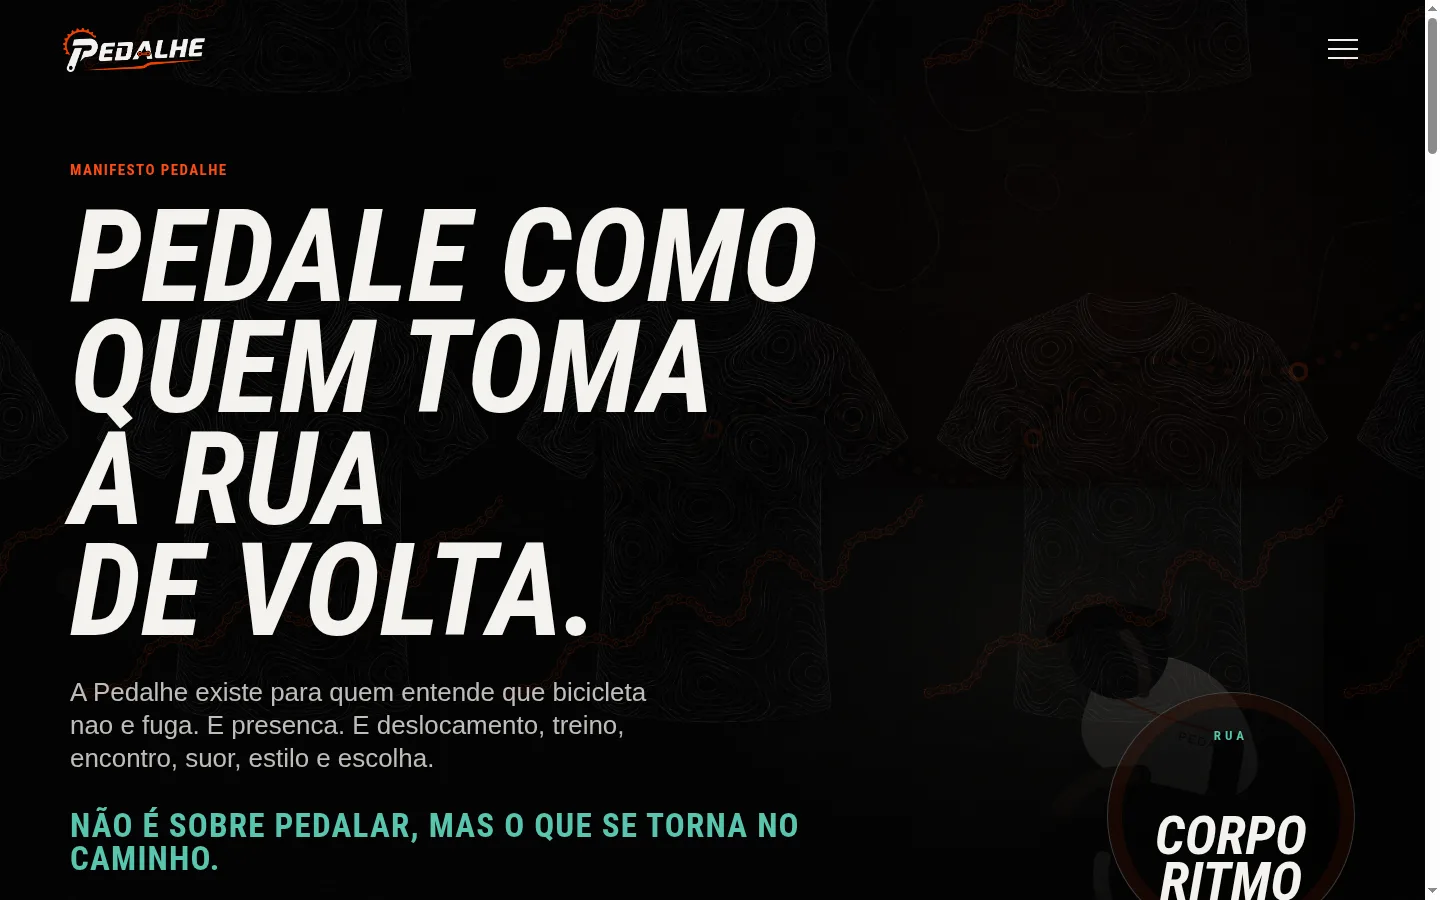 PEDALHE
MANIFESTO PEDALHE
PEDALE COMO
QUEM TOMA
A RUA
DE VOLTA.
A Pedalhe existe para quem entende que bicicleta
nao e fuga. E presenca. E deslocamento, treino,
encontro, suor, estilo e escolha.
NÃO É SOBRE PEDALAR, MAS O QUE SE TORNA NO
CAMINHO.
RUA
CORPO
RITMO